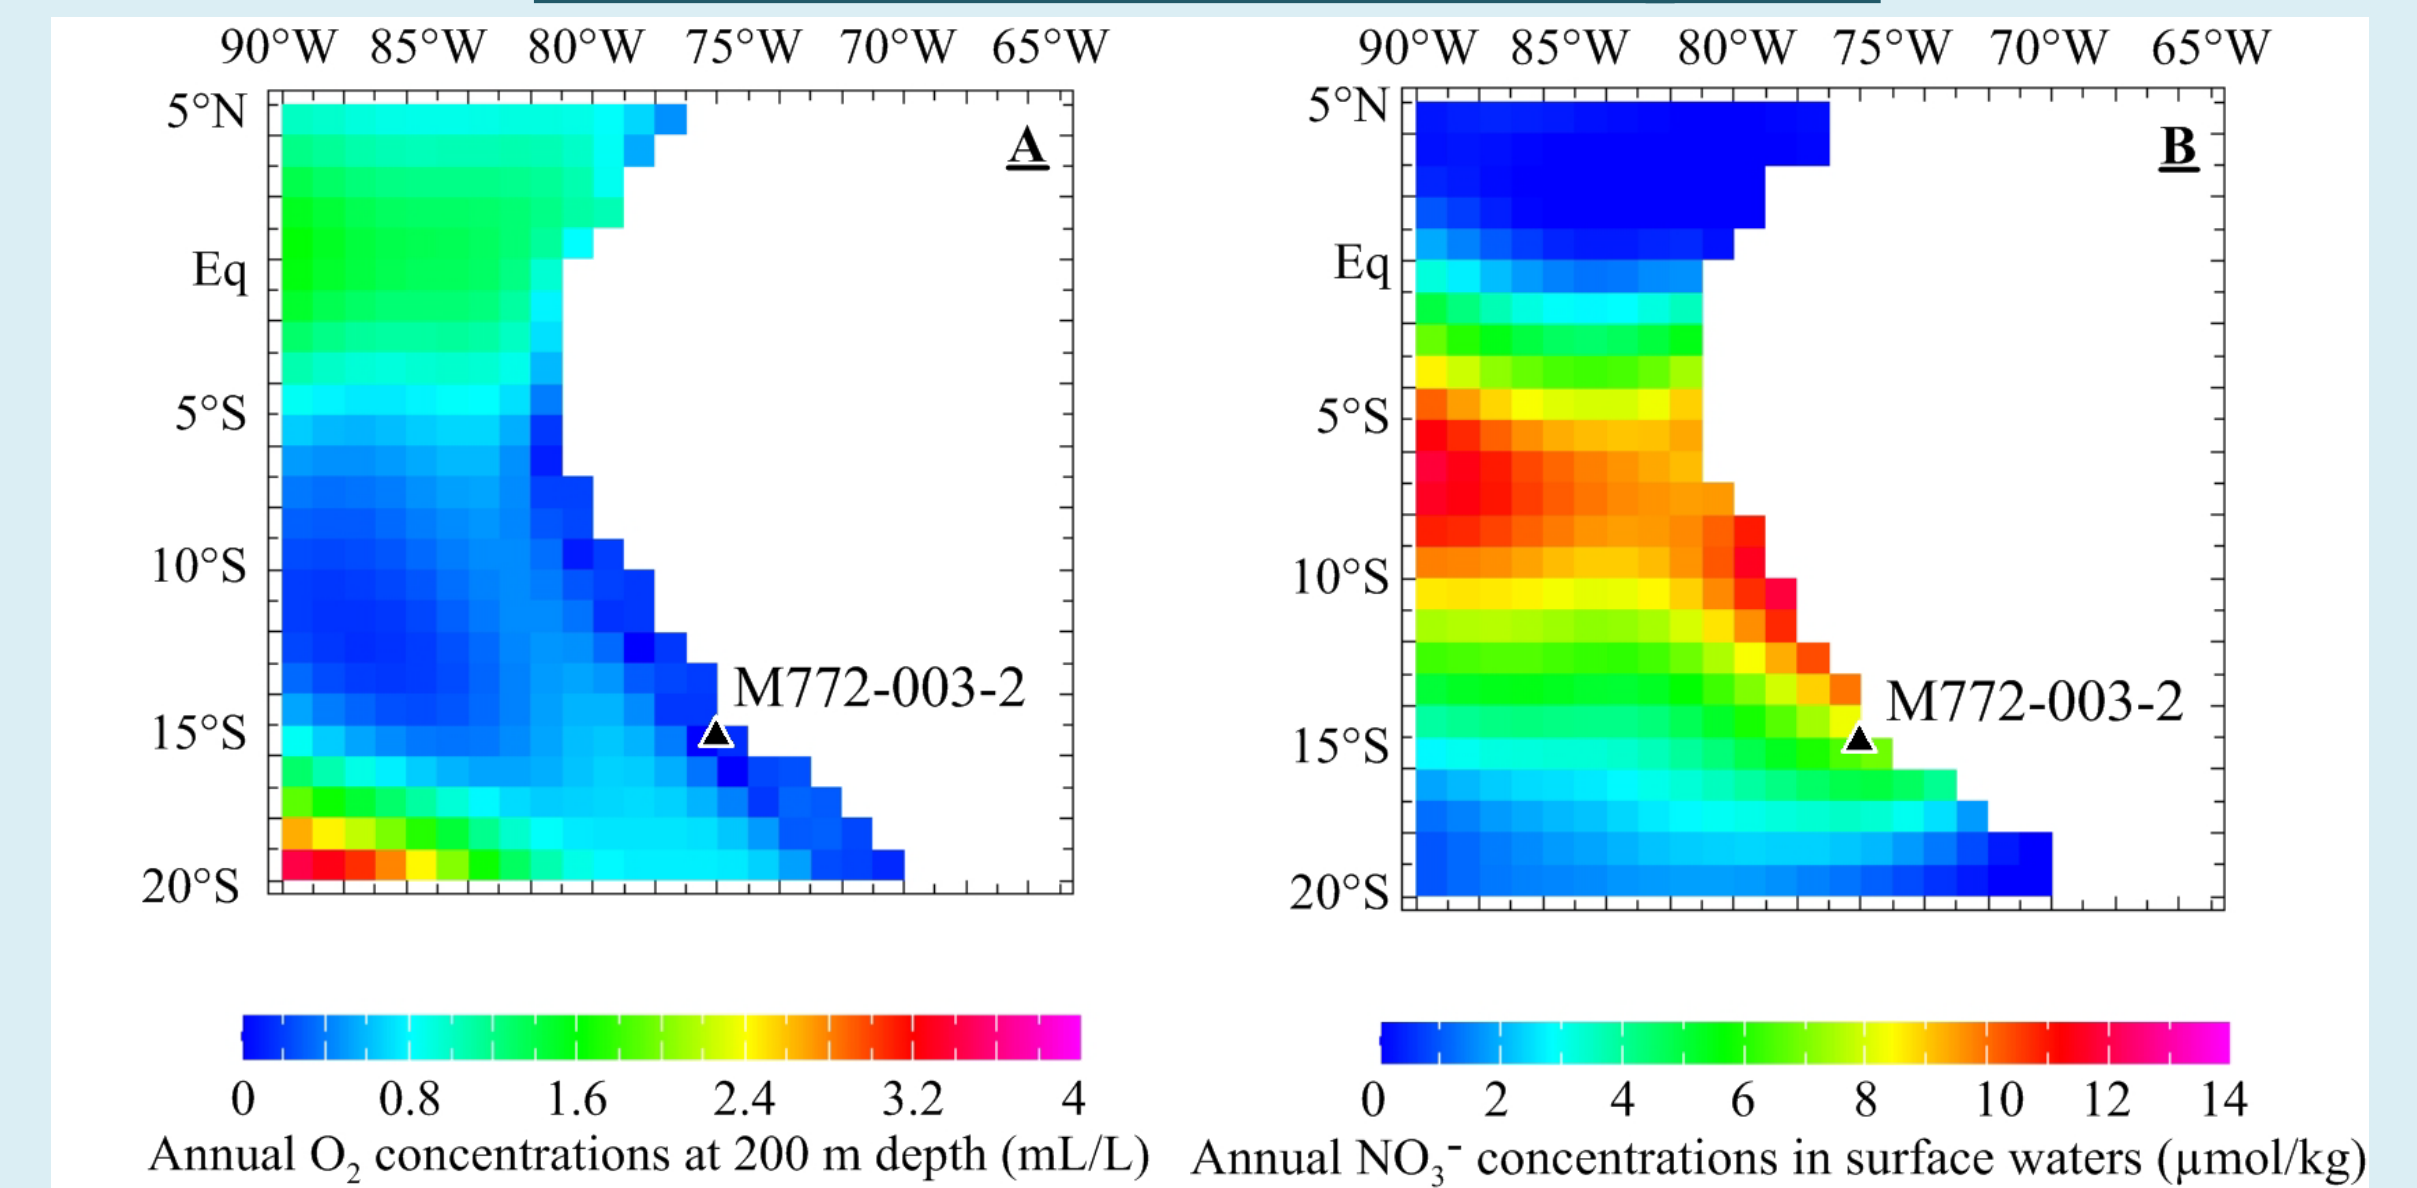 90°W 85°W 80°W 75°W 70°W 65°W
5°N
Eq
5°S
10°S
15°S
20°S
A
M772-003-2
0 0.8 1.6 2.4 3.2 4
Annual O₂ concentrations at 200 m depth (mL/L)
90°W 85°W 80°W 75°W 70°W 65°W
5°N
Eq
5°S
10°S
15°S
20°S
B
M772-003-2
0 2 4 6 8 10 12 14
Annual NO₃⁻ concentrations in surface waters (µmol/kg)